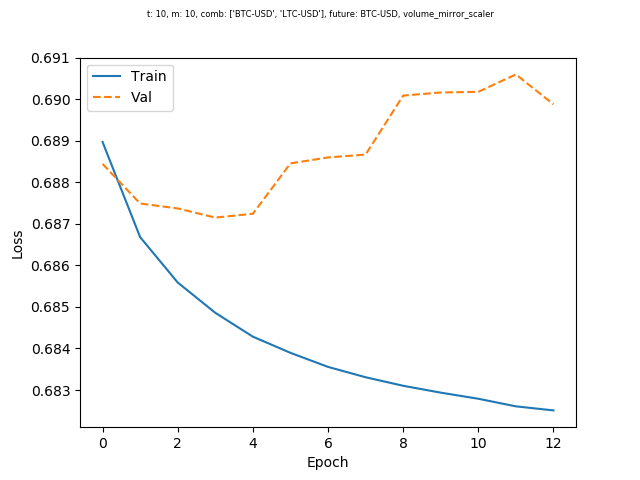 t: 10, m: 10, comb: ['BTC-USD', 'LTC-USD'], future: BTC-USD, volume_mirror_scaler
0.691
0.690
0.689
0.688
0.687
0.686
0.685
0.684
0.683
Loss
Train
Val
0 2 4 6 8 10 12
Epoch